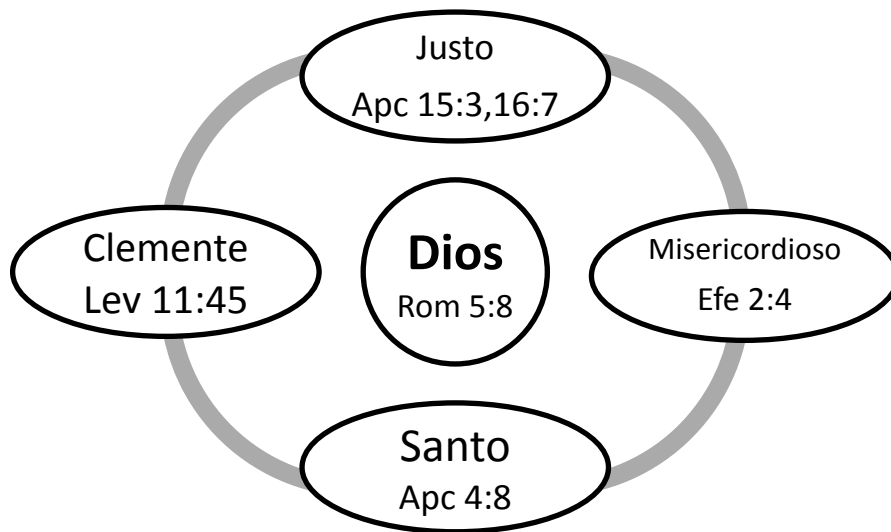 Justo
Apc 15:3,16:7
Clemente
Lev 11:45
Dios
Rom 5:8
Misericordioso
Efe 2:4
Santo
Apc 4:8